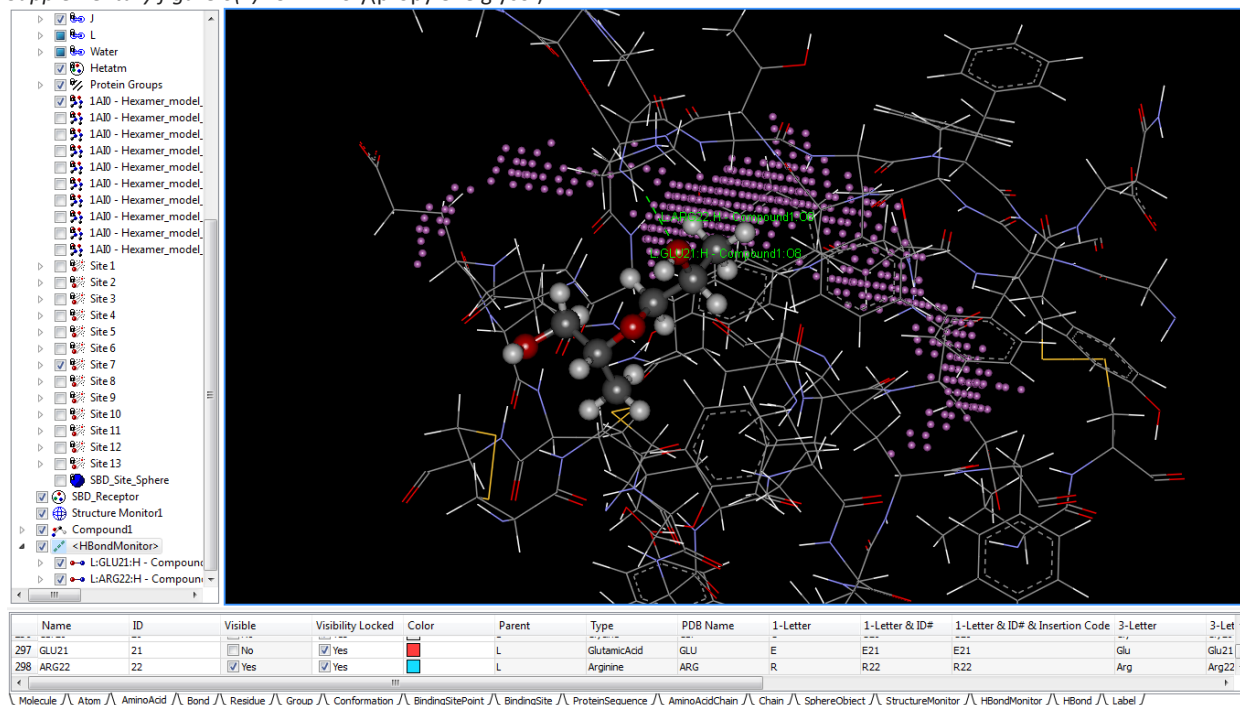 J
L
Water
Hetatm
Protein Groups
1AI0 - Hexamer_model_
1AI0 - Hexamer_model_
1AI0 - Hexamer_model_
1AI0 - Hexamer_model_
1AI0 - Hexamer_model_
1AI0 - Hexamer_model_
1AI0 - Hexamer_model_
1AI0 - Hexamer_model_
1AI0 - Hexamer_model_
1AI0 - Hexamer_model_
Site 1
Site 2
Site 3
Site 4
Site 5
Site 6
Site 7
Site 8
Site 9
Site 10
Site 11
Site 12
Site 13
SBD_Site_Sphere
SBD_Receptor
Structure Monitor1
Compound1
<HBondMonitor>
L:GLU21:H - Compoun
L:ARG22:H - Compoun
L:ARG22:H - Compound1:O8
L:GLU21:H - Compound1:O8
Name ID Visible Visibility Locked Color Parent Type PDB Name 1-Letter 1-Letter & ID# 1-Letter & ID# & Insertion Code 3-Letter 3-Let
297 GLU21 21 No Yes L GlutamicAcid GLU E E21 E21 Glu Glu21
298 ARG22 22 Yes Yes L Arginine ARG R R22 R22 Arg Arg22
Molecule Atom AminoAcid Bond Residue Group Conformation BindingSitePoint BindingSite ProteinSequence AminoAcidChain Chain SphereObject StructureMonitor HBondMonitor HBond Label